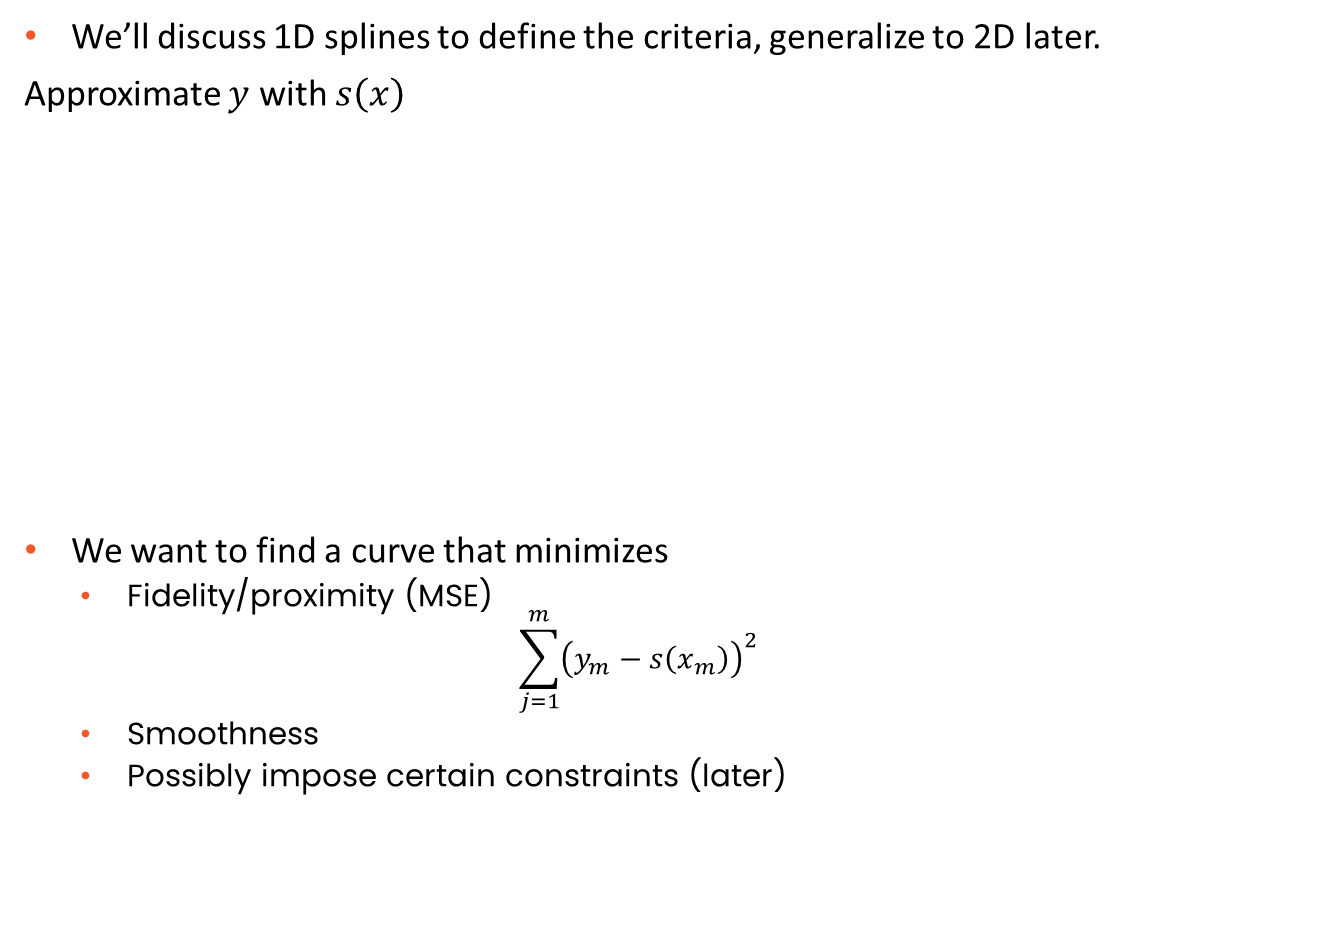 • We’ll discuss 1D splines to define the criteria, generalize to 2D later.
Approximate y with s(x)
• We want to find a curve that minimizes
• Fidelity/proximity (MSE)
$\sum_{j=1}^{m} (y_m - s(x_m))^2$
• Smoothness
• Possibly impose certain constraints (later)